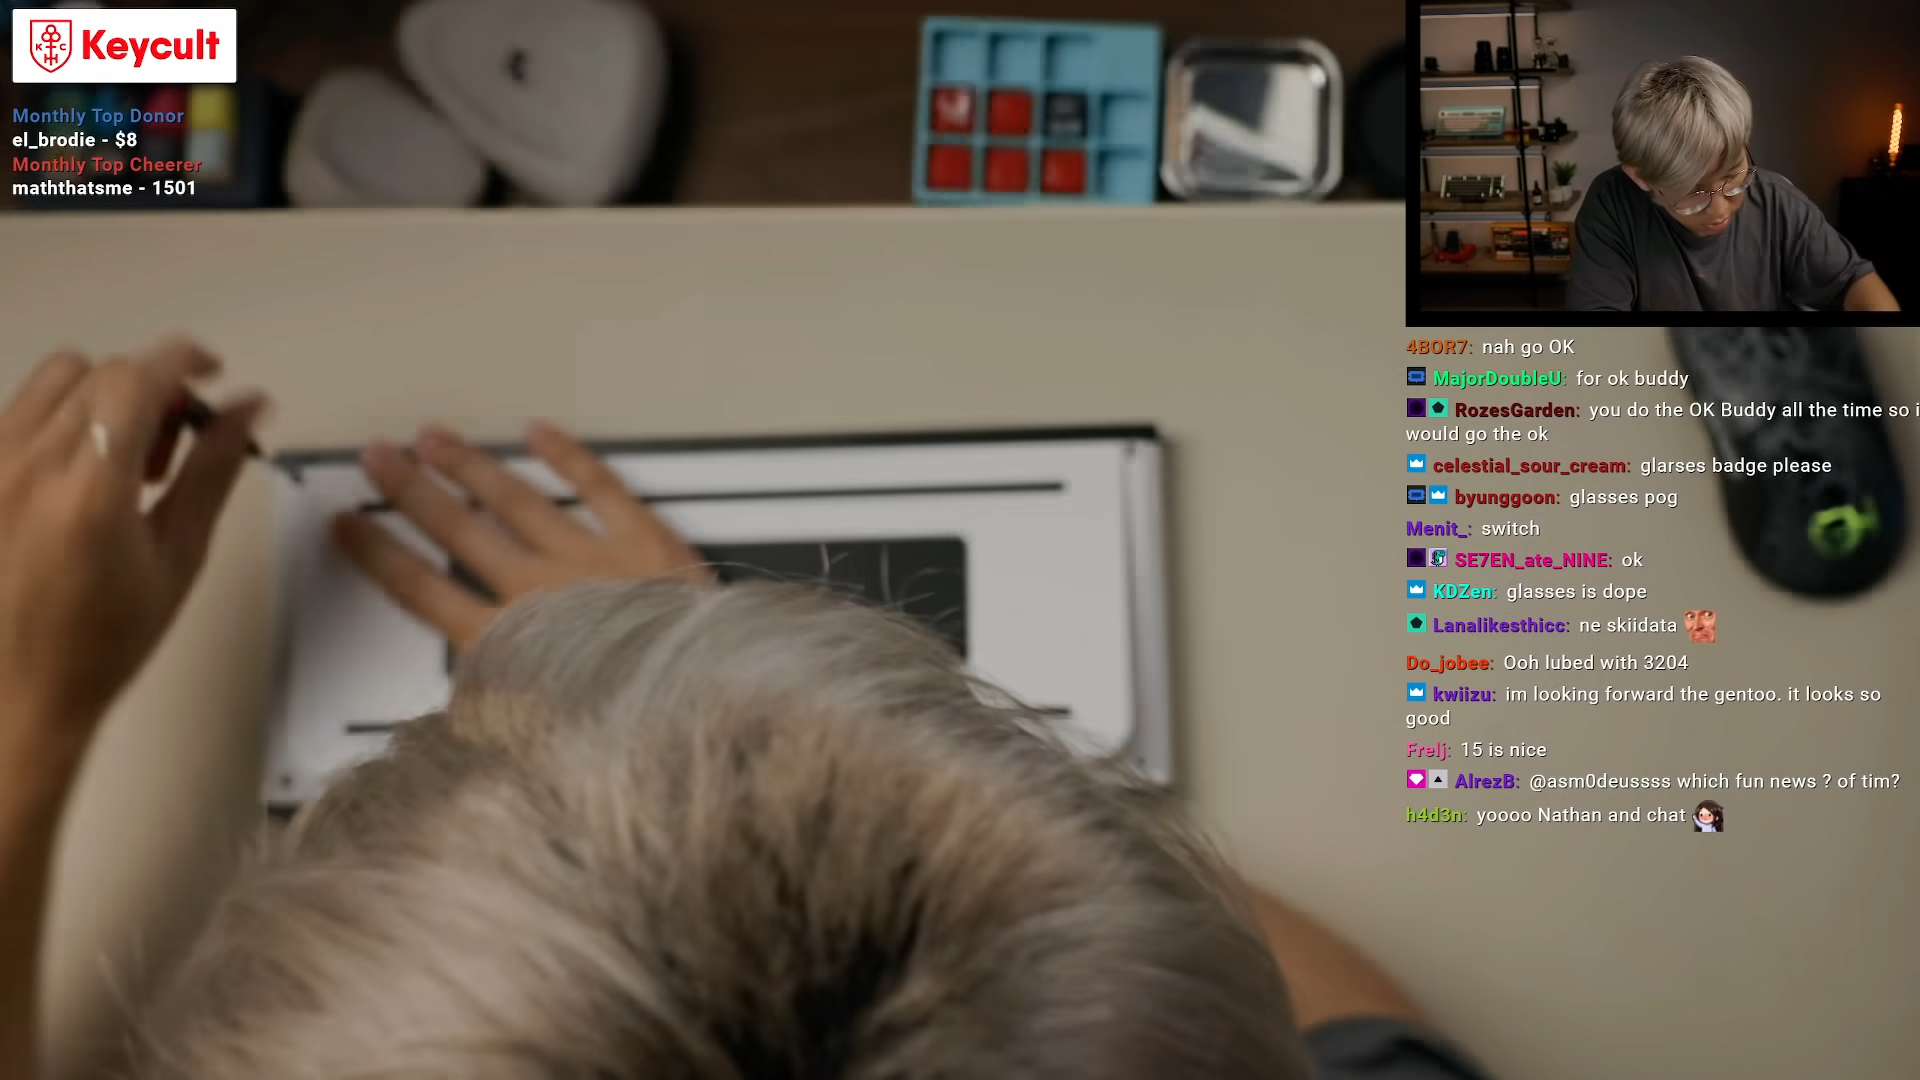 Keycult
Monthly Top Donor
el_brodie - $8
Monthly Top Cheerer
maththatsme - 1501
4BOR7: nah go OK
MajorDoubleU: for ok buddy
RozesGarden: you do the OK Buddy all the time so i
would go the ok
celestial_sour_cream: glarses badge please
byunggoon: glasses pog
Menit_: switch
SE7EN_ate_NINE: ok
KDZen: glasses is dope
Lanalikesthicc: ne skiidata
Do_jobee: Ooh lubed with 3204
kwiizu: im looking forward the gentoo. it looks so
good
Frelj: 15 is nice
AlrezB: @asm0deussss which fun news ? of tim?
h4d3n: yoooo Nathan and chat